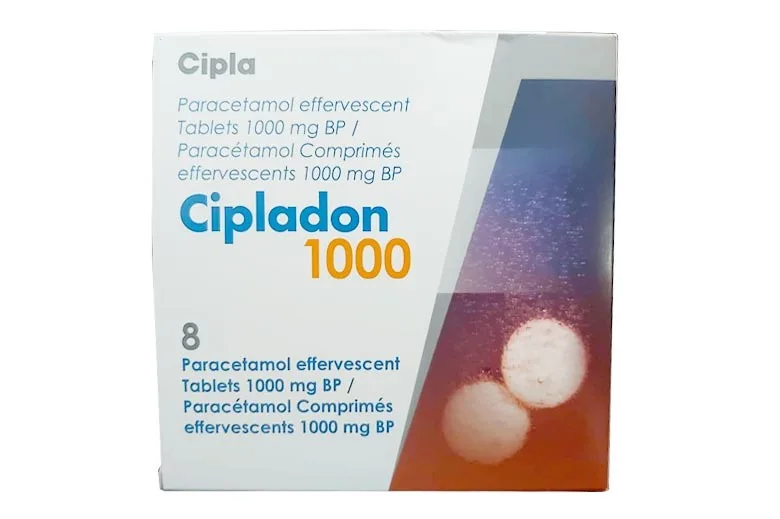 Cipla
Paracetamol effervescent
Tablets 1000 mg BP /
Paracétamol Comprimés
effervescents 1000 mg BP
Cipladon
1000
8
Paracetamol effervescent
Tablets 1000 mg BP /
Paracétamol Comprimés
effervescents 1000 mg BP